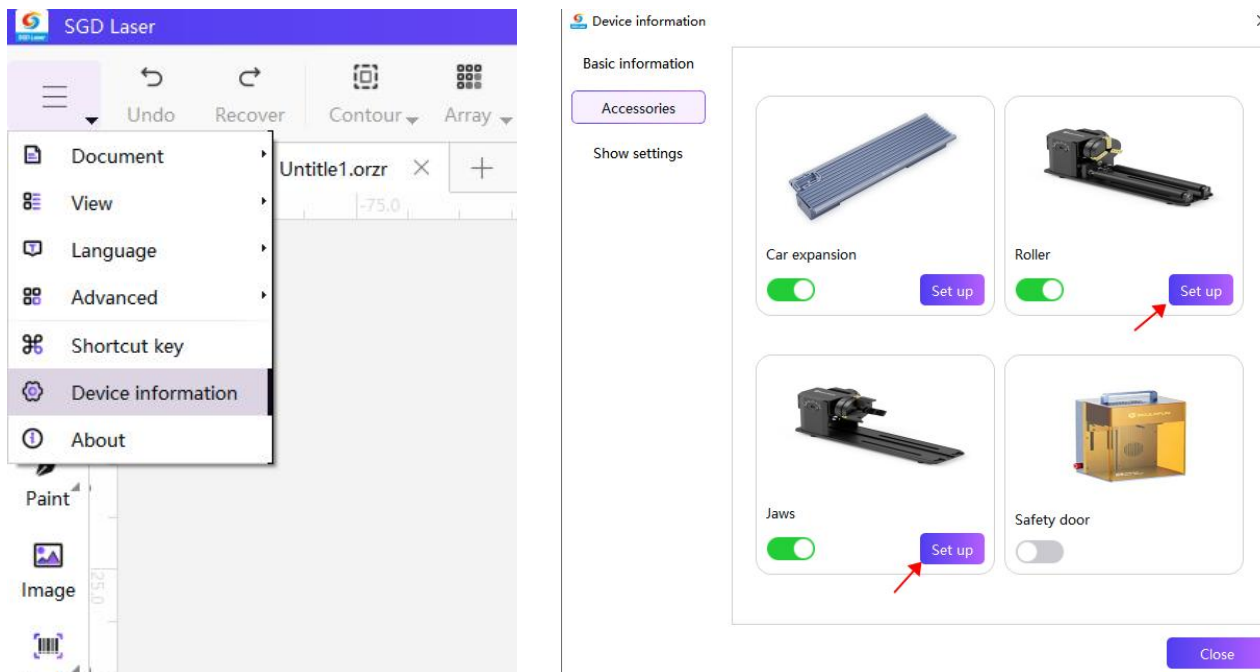 SGD Laser
Undo
Recover
Contour
Array
Document
View
Language
Advanced
Shortcut key
Device information
About
Untitle1.orzr
-75.0
Paint
Image
25.0
Device information
Basic information
Accessories
Show settings
Car expansion
Set up
Roller
Set up
Jaws
Set up
Safety door
Close